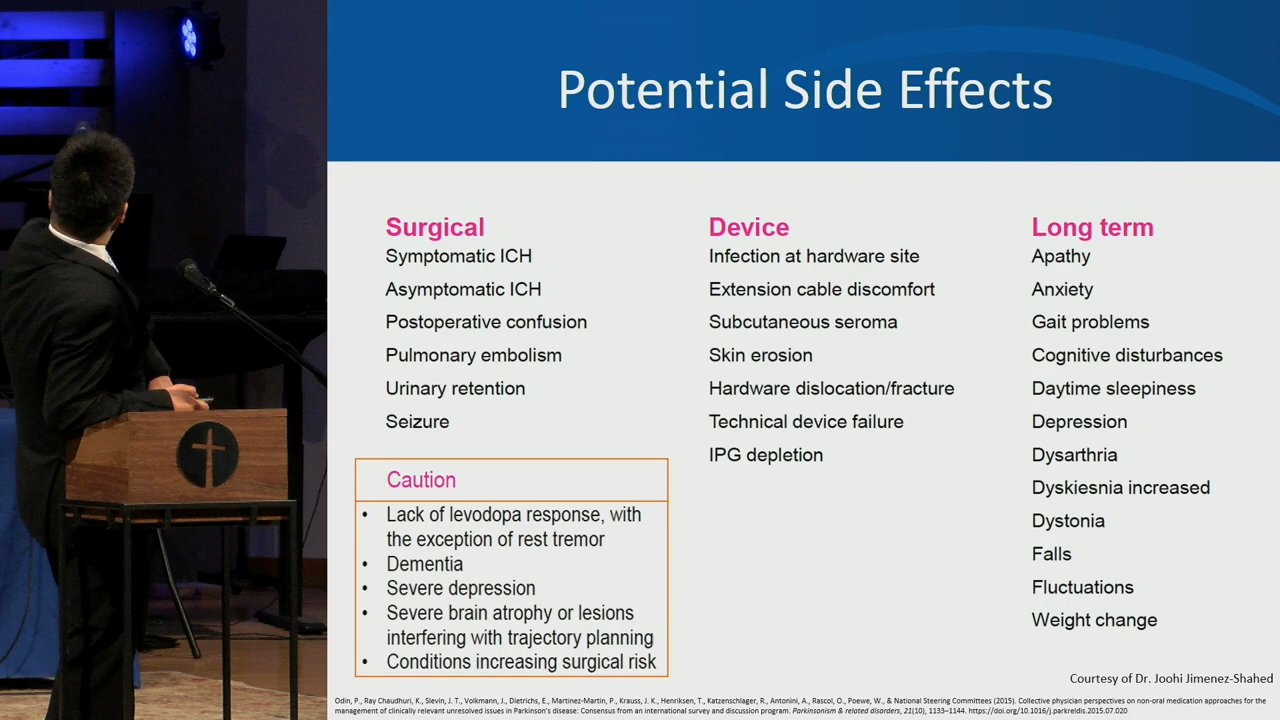 Potential Side Effects
Surgical
Symptomatic ICH
Asymptomatic ICH
Postoperative confusion
Pulmonary embolism
Urinary retention
Seizure
Caution
• Lack of levodopa response, with
the exception of rest tremor
• Dementia
• Severe depression
• Severe brain atrophy or lesions
interfering with trajectory planning
• Conditions increasing surgical risk
Device
Infection at hardware site
Extension cable discomfort
Subcutaneous seroma
Skin erosion
Hardware dislocation/fracture
Technical device failure
IPG depletion
Long term
Apathy
Anxiety
Gait problems
Cognitive disturbances
Daytime sleepiness
Depression
Dysarthria
Dyskiesnia increased
Dystonia
Falls
Fluctuations
Weight change
Courtesy of Dr. Joohi Jimenez-Shahed
Odin, P., Ray Chaudhuri, K., Slevin, J. T., Volkmann, J., Dietrichs, E., Martinez-Martin, P., Krauss, J. K., Henriksen, T., Katzenschlager, R., Antonini, A., Rascol, O., Poewe, W., & National Steering Committees (2015). Collective physician perspectives on non-oral medication approaches for the
management of clinically relevant unresolved issues in Parkinson's disease: Consensus from an international survey and discussion program. Parkinsonism & related disorders, 21(10), 1133–1144. https://doi.org/10.1016/j.parkreldis.2015.07.020